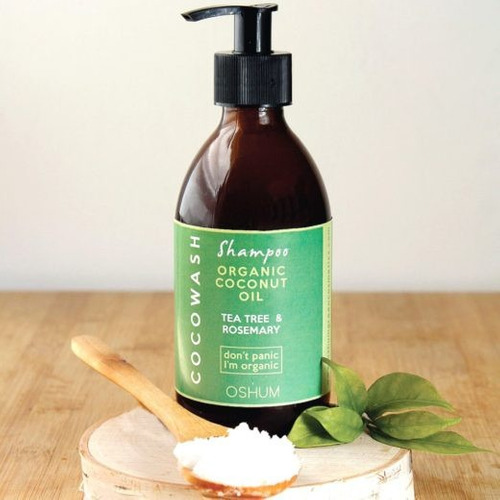 COCOWASH
Shampoo
ORGANIC
COCONUT
OIL
TEA TREE &
ROSEMARY
don't panic
I'm organic
OSHUM